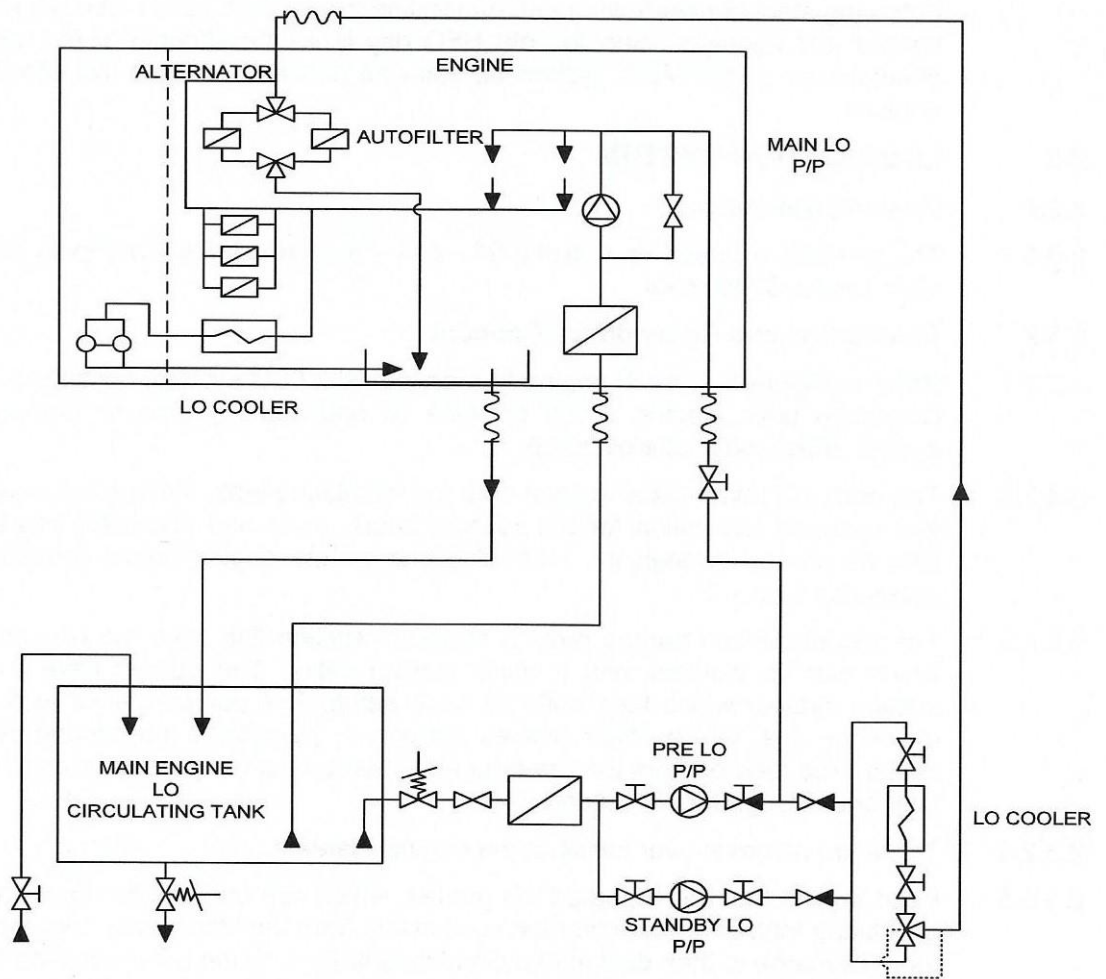 ALTERNATOR
ENGINE
AUTOFILTER
MAIN LO
P/P
LO COOLER
MAIN ENGINE
LO
CIRCULATING TANK
PRE LO
P/P
LO COOLER
STANDBY LO
P/P